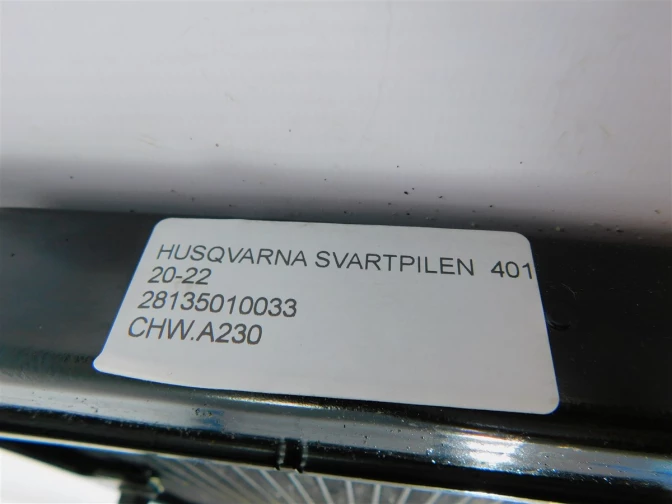 HUSQVARNA SVARTPILEN 401
20-22
28135010033
CHW.A230